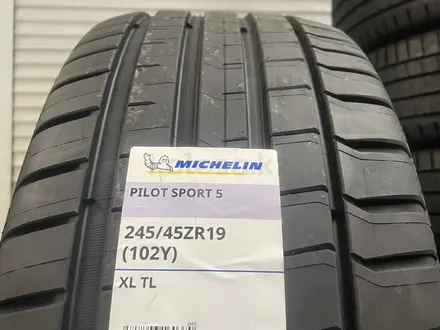 MICHELIN
PILOT SPORT 5
245/45ZR19
(102Y)
XL TL